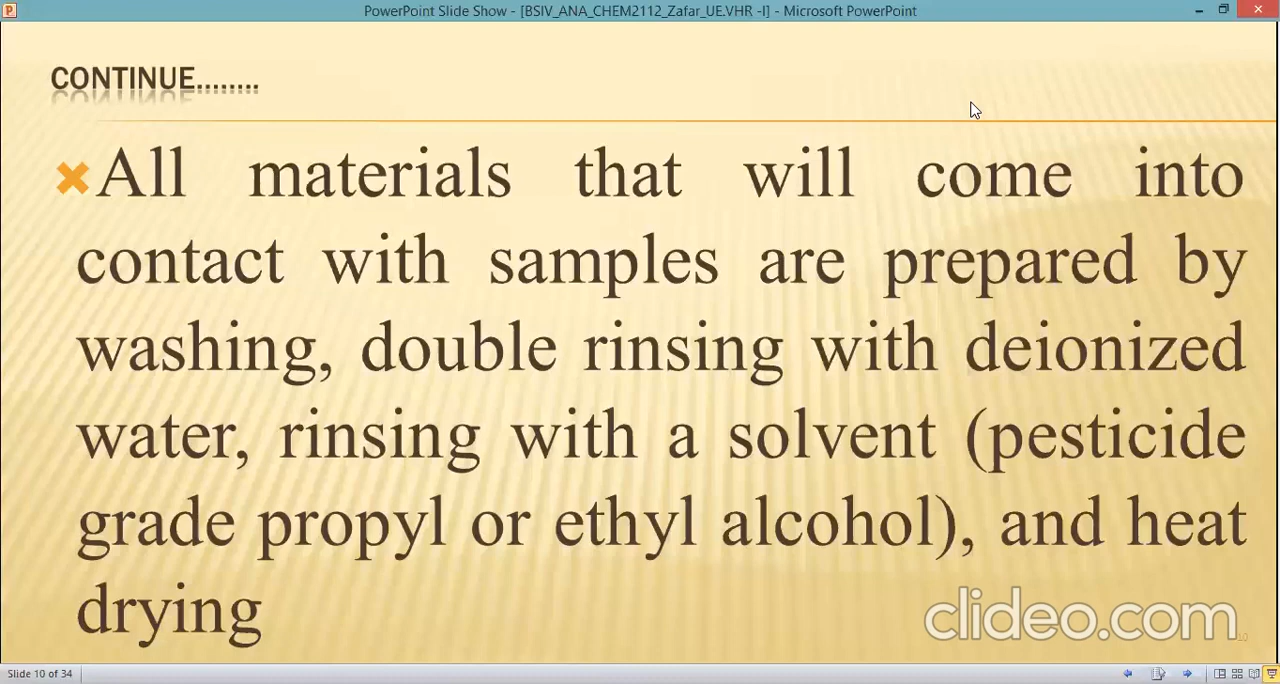 PowerPoint Slide Show - [BSIV_ANA_CHEM2112_Zafar_UE.VHR -I] - Microsoft PowerPoint
CONTINUE........
All materials that will come into
contact with samples are prepared by
washing, double rinsing with deionized
water, rinsing with a solvent (pesticide
grade propyl or ethyl alcohol), and heat
drying
clideo.com
10
Slide 10 of 34